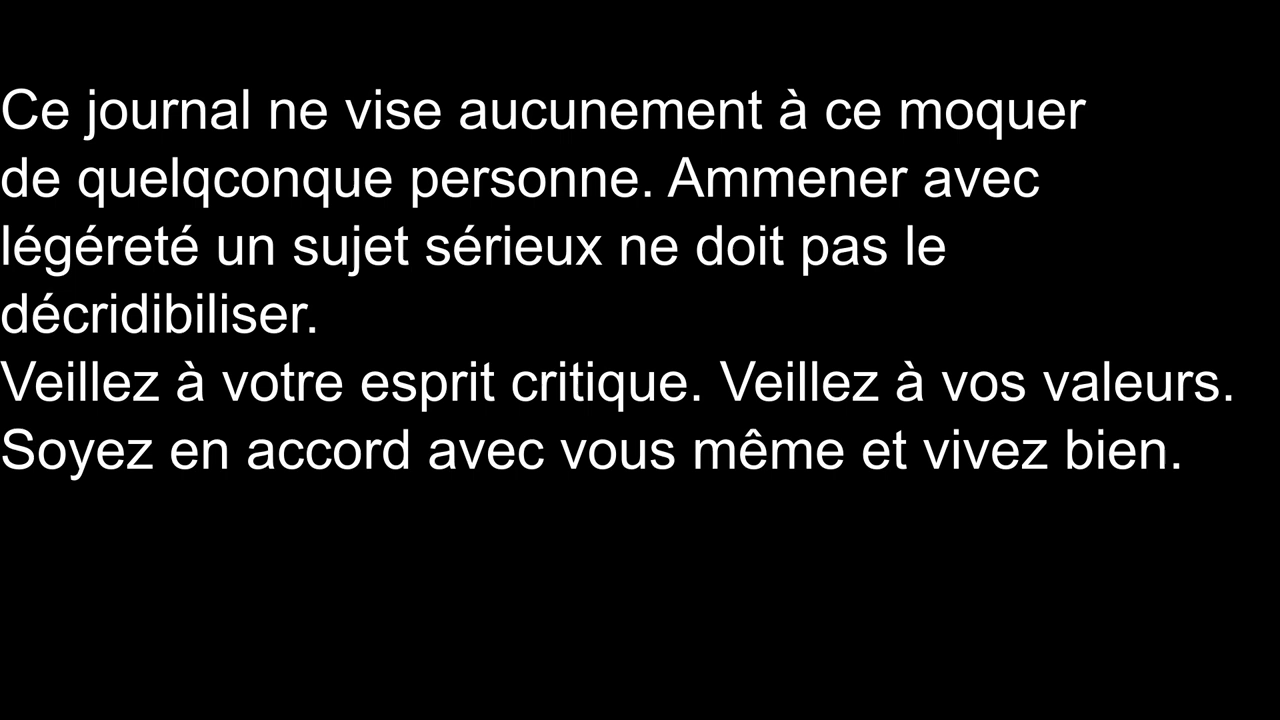 Ce journal ne vise aucunement à ce moquer
de quelqconque personne. Ammener avec
légéreté un sujet sérieux ne doit pas le
décridibiliser.
Veillez à votre esprit critique. Veillez à vos valeurs.
Soyez en accord avec vous même et vivez bien.